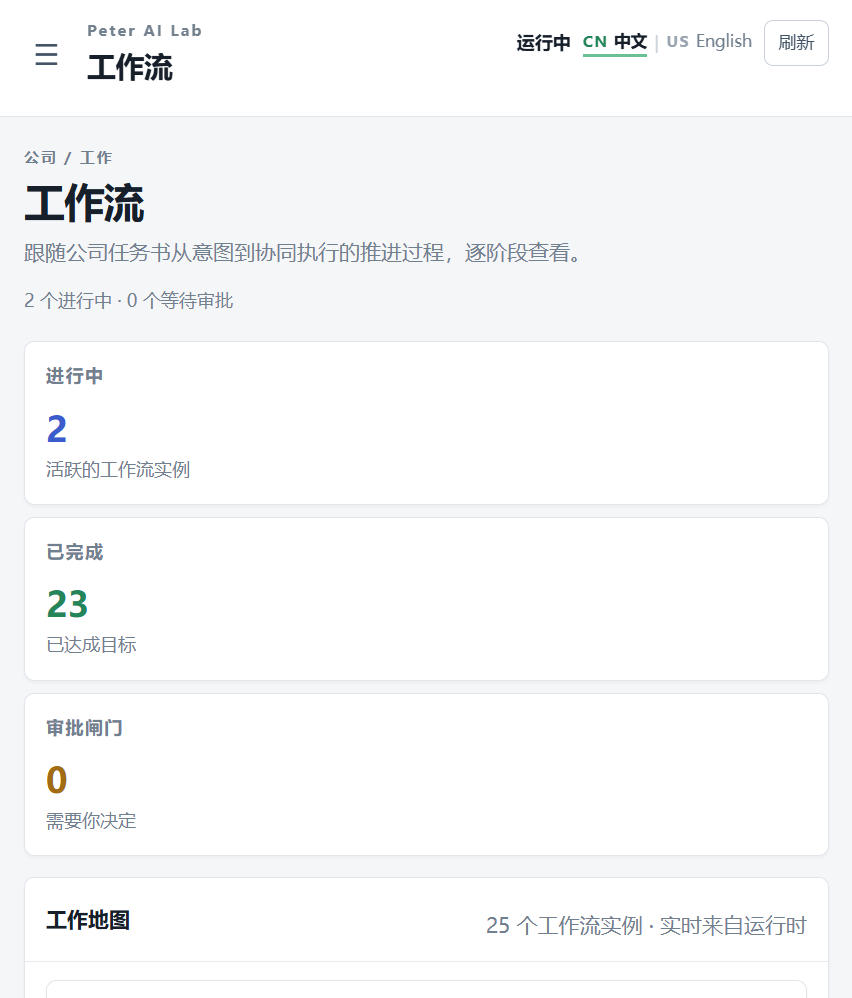 Peter AI Lab
工作流
运行中 CN 中文 | US English 刷新
公司 / 工作
工作流
跟随公司任务书从意图到协同执行的推进过程，逐阶段查看。
2 个进行中 · 0 个等待审批
进行中
2
活跃的工作流实例
已完成
23
已达成目标
审批闸门
0
需要你决定
工作地图
25 个工作流实例 · 实时来自运行时